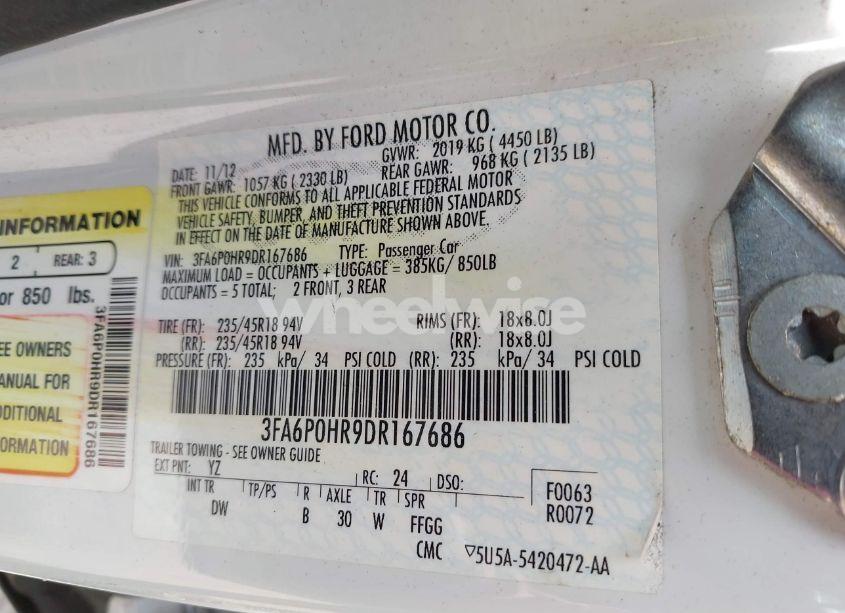 MFD. BY FORD MOTOR CO.
DATE: 11/12 GVWR: 2019 KG ( 4450 LB)
FRONT GAWR: 1057 KG ( 2330 LB) REAR GAWR: 968 KG ( 2135 LB)
THIS VEHICLE CONFORMS TO ALL APPLICABLE FEDERAL MOTOR
VEHICLE SAFETY, BUMPER, AND THEFT PREVENTION STANDARDS
IN EFFECT ON THE DATE OF MANUFACTURE SHOWN ABOVE.
VIN: 3FA6P0HR9DR167686 TYPE: Passenger Car
MAXIMUM LOAD = OCCUPANTS + LUGGAGE = 385KG/ 850LB
OCCUPANTS = 5 TOTAL; 2 FRONT, 3 REAR
wheelwise
TIRE (FR): 235/45R18 94V RIMS (FR): 18x8.0J
(RR): 235/45R18 94V (RR): 18x8.0J
PRESSURE (FR): 235 kPa/ 34 PSI COLD (RR): 235 kPa/ 34 PSI COLD
3FA6P0HR9DR167686
TRAILER TOWING - SEE OWNER GUIDE
EXT PNT: YZ RC: 24 DSO:
INT TR TP/PS R AXLE TR SPR
DW B 30 W FFGG
F0063
R0072
CMC ▽5U5A-5420472-AA
INFORMATION
2 REAR: 3
or 850 lbs.
EE OWNERS
ANUAL FOR
DDITIONAL
FORMATION
3FA6P0HR9DR167686